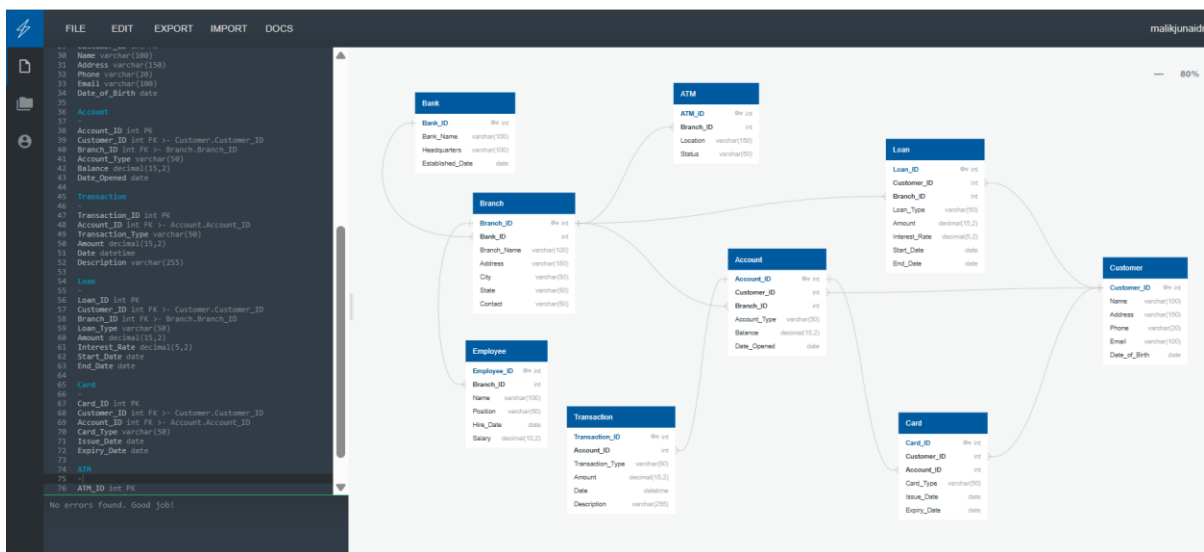 FILE EDIT EXPORT IMPORT DOCS
malikjunaidr
80%
30 Name varchar(100)
31 Address varchar(150)
32 Phone varchar(20)
33 Email varchar(100)
34 Date_of_Birth date
35
36 Account
37 -
38 Account_ID int PK
39 Customer_ID int FK >- Customer.Customer_ID
40 Branch_ID int FK >- Branch.Branch_ID
41 Account_Type varchar(50)
42 Balance decimal(15,2)
43 Date_Opened date
44
45 Transaction
46 -
47 Transaction_ID int PK
48 Account_ID int FK >- Account.Account_ID
49 Transaction_Type varchar(50)
50 Amount decimal(15,2)
51 Date datetime
52 Description varchar(255)
53
54 Loan
55 -
56 Loan_ID int PK
57 Customer_ID int FK >- Customer.Customer_ID
58 Branch_ID int FK >- Branch.Branch_ID
59 Loan_Type varchar(50)
60 Amount decimal(15,2)
61 Interest_Rate decimal(5,2)
62 Start_Date date
63 End_Date date
64
65 Card
66 -
67 Card_ID int PK
68 Customer_ID int FK >- Customer.Customer_ID
69 Account_ID int FK >- Account.Account_ID
70 Card_Type varchar(50)
71 Issue_Date date
72 Expiry_Date date
73
74 ATM
75 -
76 ATM_ID int PK
No errors found. Good job!
Bank
Bank_ID int
Bank_Name varchar(100)
Headquarters varchar(100)
Established_Date date
ATM
ATM_ID int
Branch_ID int
Location varchar(150)
Status varchar(50)
Loan
Loan_ID int
Customer_ID int
Branch_ID int
Loan_Type varchar(50)
Amount decimal(15,2)
Interest_Rate decimal(5,2)
Start_Date date
End_Date date
Branch
Branch_ID int
Bank_ID int
Branch_Name varchar(100)
Address varchar(150)
City varchar(50)
State varchar(50)
Contact varchar(50)
Account
Account_ID int
Customer_ID int
Branch_ID int
Account_Type varchar(50)
Balance decimal(15,2)
Date_Opened date
Customer
Customer_ID int
Name varchar(100)
Address varchar(150)
Phone varchar(20)
Email varchar(100)
Date_of_Birth date
Employee
Employee_ID int
Branch_ID int
Name varchar(100)
Position varchar(50)
Hire_Date date
Salary decimal(10,2)
Transaction
Transaction_ID int
Account_ID int
Transaction_Type varchar(50)
Amount decimal(15,2)
Date datetime
Description varchar(255)
Card
Card_ID int
Customer_ID int
Account_ID int
Card_Type varchar(50)
Issue_Date date
Expiry_Date date